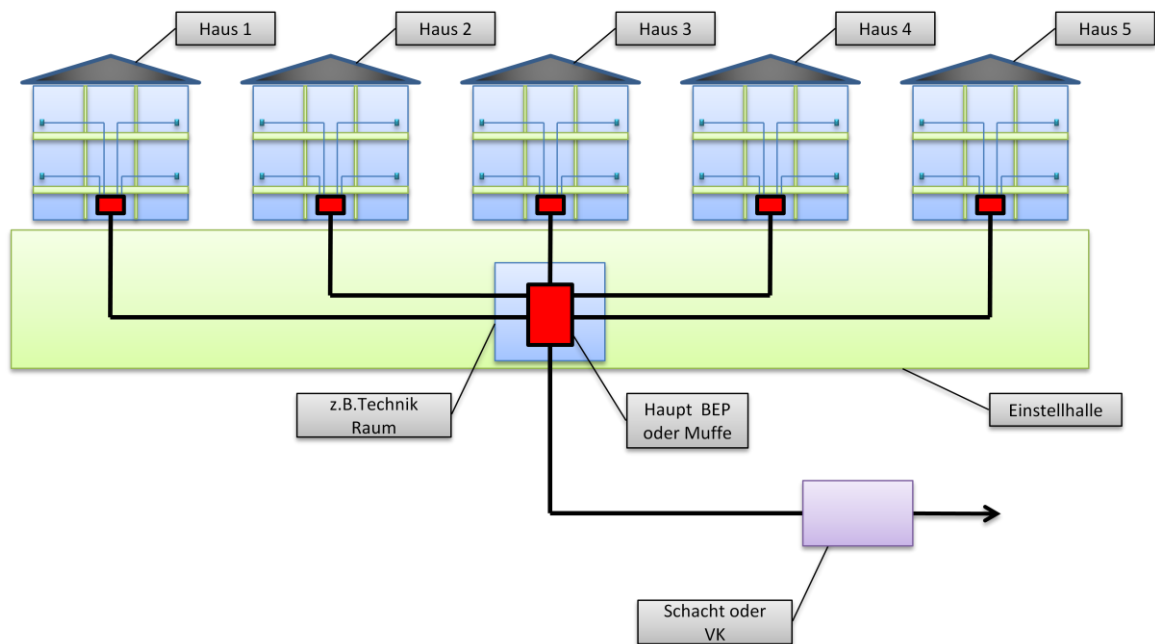 Haus 1
Haus 2
Haus 3
Haus 4
Haus 5
z.B.Technik
Raum
Haupt BEP
oder Muffe
Einstellhalle
Schacht oder
VK